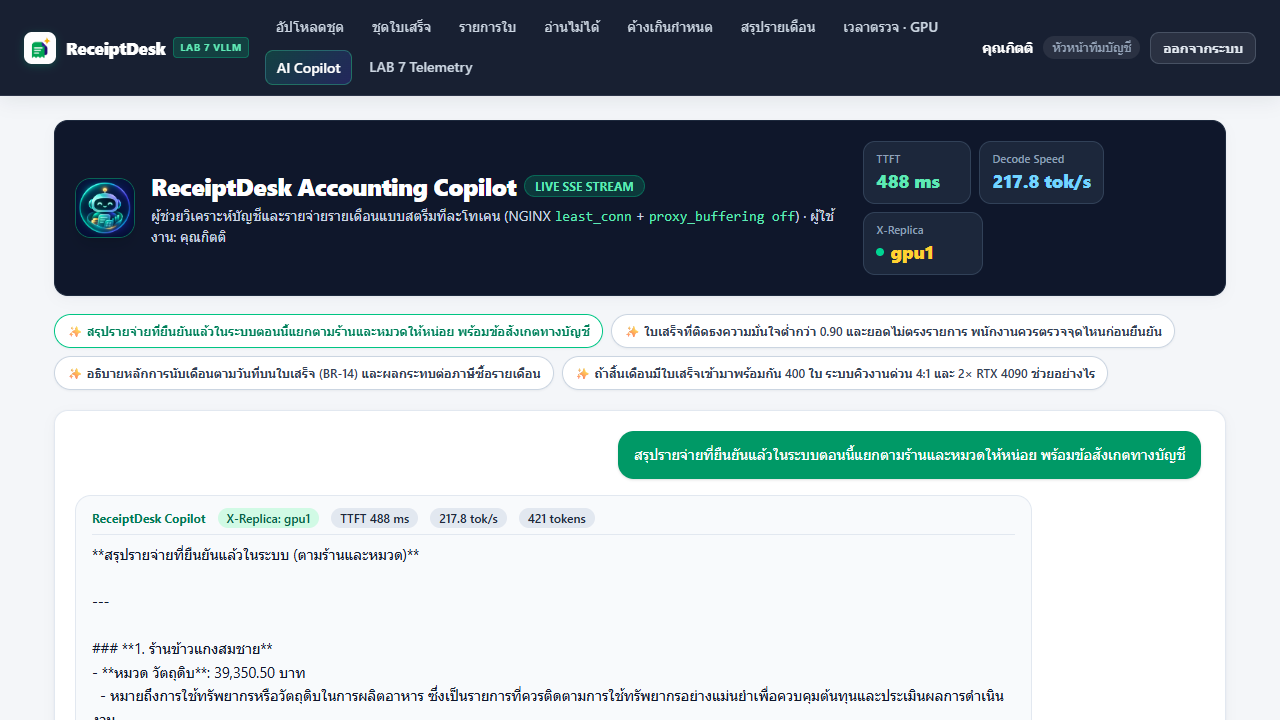 ReceiptDesk LAB 7 VLLM
อัปโหลดชุด ชุดใบเสร็จ รายการใบ อ่านไม่ได้ ค้างเกินกำหนด สรุปรายเดือน เวลาตรวจ · GPU
AI Copilot LAB 7 Telemetry
คุณกิตติ หัวหน้าทีมบัญชี ออกจากระบบ
ReceiptDesk Accounting Copilot LIVE SSE STREAM
ผู้ช่วยวิเคราะห์บัญชีและรายจ่ายรายเดือนแบบสตรีมทีละโทเคน (NGINX least_conn + proxy_buffering off) · ผู้ใช้
งาน: คุณกิตติ
TTFT
488 ms
Decode Speed
217.8 tok/s
X-Replica
gpu1
✨ สรุปรายจ่ายที่ยืนยันแล้วในระบบตอนนี้แยกตามร้านและหมวดให้หน่อย พร้อมข้อสังเกตทางบัญชี
✨ ใบเสร็จที่ติดธงความมั่นใจต่ำกว่า 0.90 และยอดไม่ตรงรายการ พนักงานควรตรวจจุดไหนก่อนยืนยัน
✨ อธิบายหลักการนับเดือนตามวันที่บนใบเสร็จ (BR-14) และผลกระทบต่อภาษีซื้อรายเดือน
✨ ถ้าสิ้นเดือนมีใบเสร็จเข้ามาพร้อมกัน 400 ใบ ระบบคิวงานด่วน 4:1 และ 2× RTX 4090 ช่วยอย่างไร
สรุปรายจ่ายที่ยืนยันแล้วในระบบตอนนี้แยกตามร้านและหมวดให้หน่อย พร้อมข้อสังเกตทางบัญชี
ReceiptDesk Copilot X-Replica: gpu1 TTFT 488 ms 217.8 tok/s 421 tokens
**สรุปรายจ่ายที่ยืนยันแล้วในระบบ (ตามร้านและหมวด)**
---
### **1. ร้านข้าวแกงสมชาย**
- **หมวด วัตถุดิบ**: 39,350.50 บาท
- หมายถึงการใช้ทรัพยากรหรือวัตถุดิบในการผลิตอาหาร ซึ่งเป็นรายการที่ควรติดตามการใช้ทรัพยากรอย่างแม่นยำเพื่อควบคุมต้นทุนและประเมินผลการดำเนิน
งาน